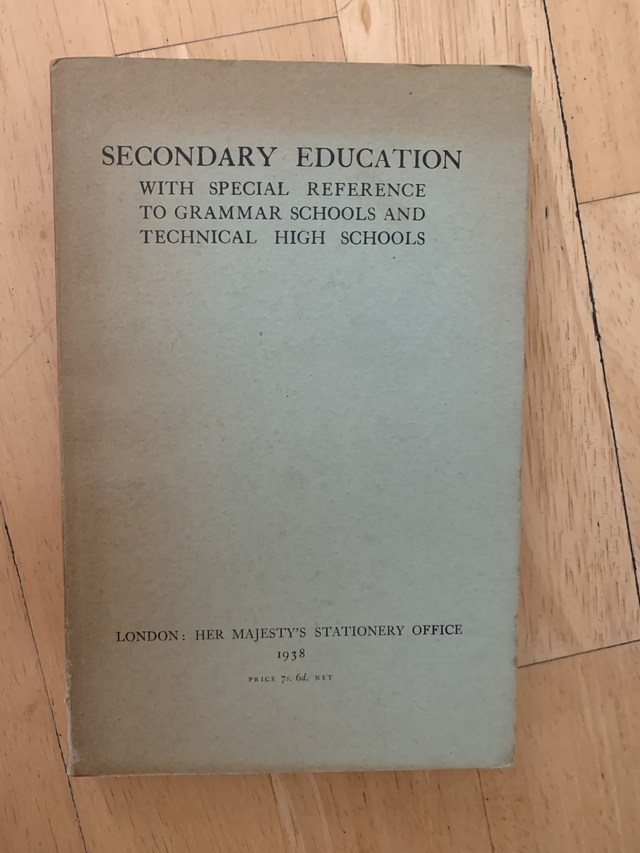 SECONDARY EDUCATION
WITH SPECIAL REFERENCE
TO GRAMMAR SCHOOLS AND
TECHNICAL HIGH SCHOOLS
LONDON: HER MAJESTY'S STATIONERY OFFICE
1938
PRICE 7s. 6d. NET